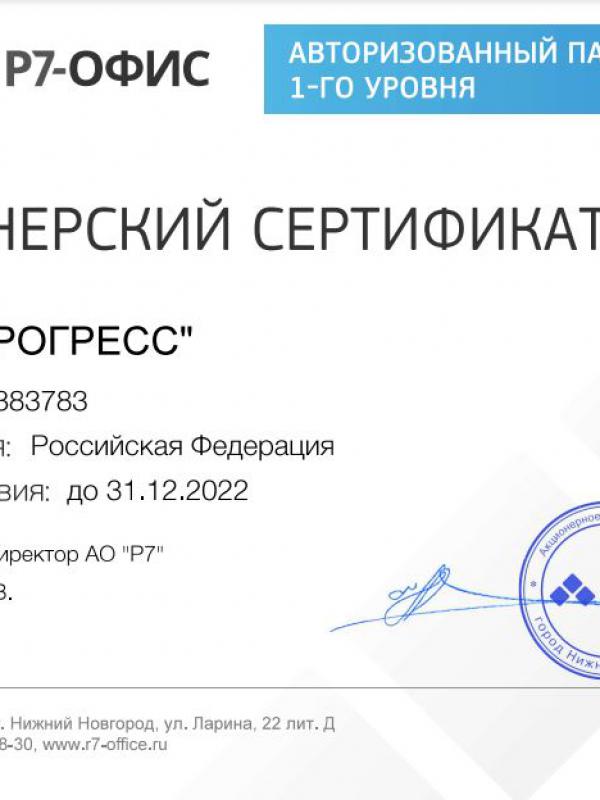 Р7-ОФИС
АВТОРИЗОВАННЫЙ ПА
1-ГО УРОВНЯ
НЕРСКИЙ СЕРТИФИКАТ
РОГРЕСС"
383783
я: Российская Федерация
вия: до 31.12.2022
иректор АО "Р7"
В.
Акционерное
город Нижн
г. Нижний Новгород, ул. Ларина, 22 лит. Д
8-30, www.r7-office.ru